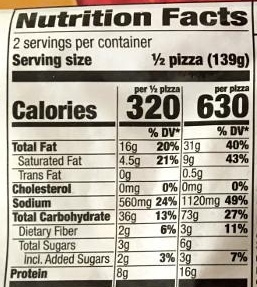 Nutrition Facts
2 servings per container
Serving size ½ pizza (139g)
per ½ pizza per pizza
Calories 320 630
% DV* % DV*
Total Fat 16g 20% 31g 40%
Saturated Fat 4.5g 21% 9g 43%
Trans Fat 0g 0.5g
Cholesterol 0mg 0% 0mg 0%
Sodium 560mg 24% 1120mg 49%
Total Carbohydrate 36g 13% 73g 27%
Dietary Fiber 2g 6% 3g 11%
Total Sugars 3g 6g
Incl. Added Sugars 2g 3% 3g 7%
Protein 8g 16g